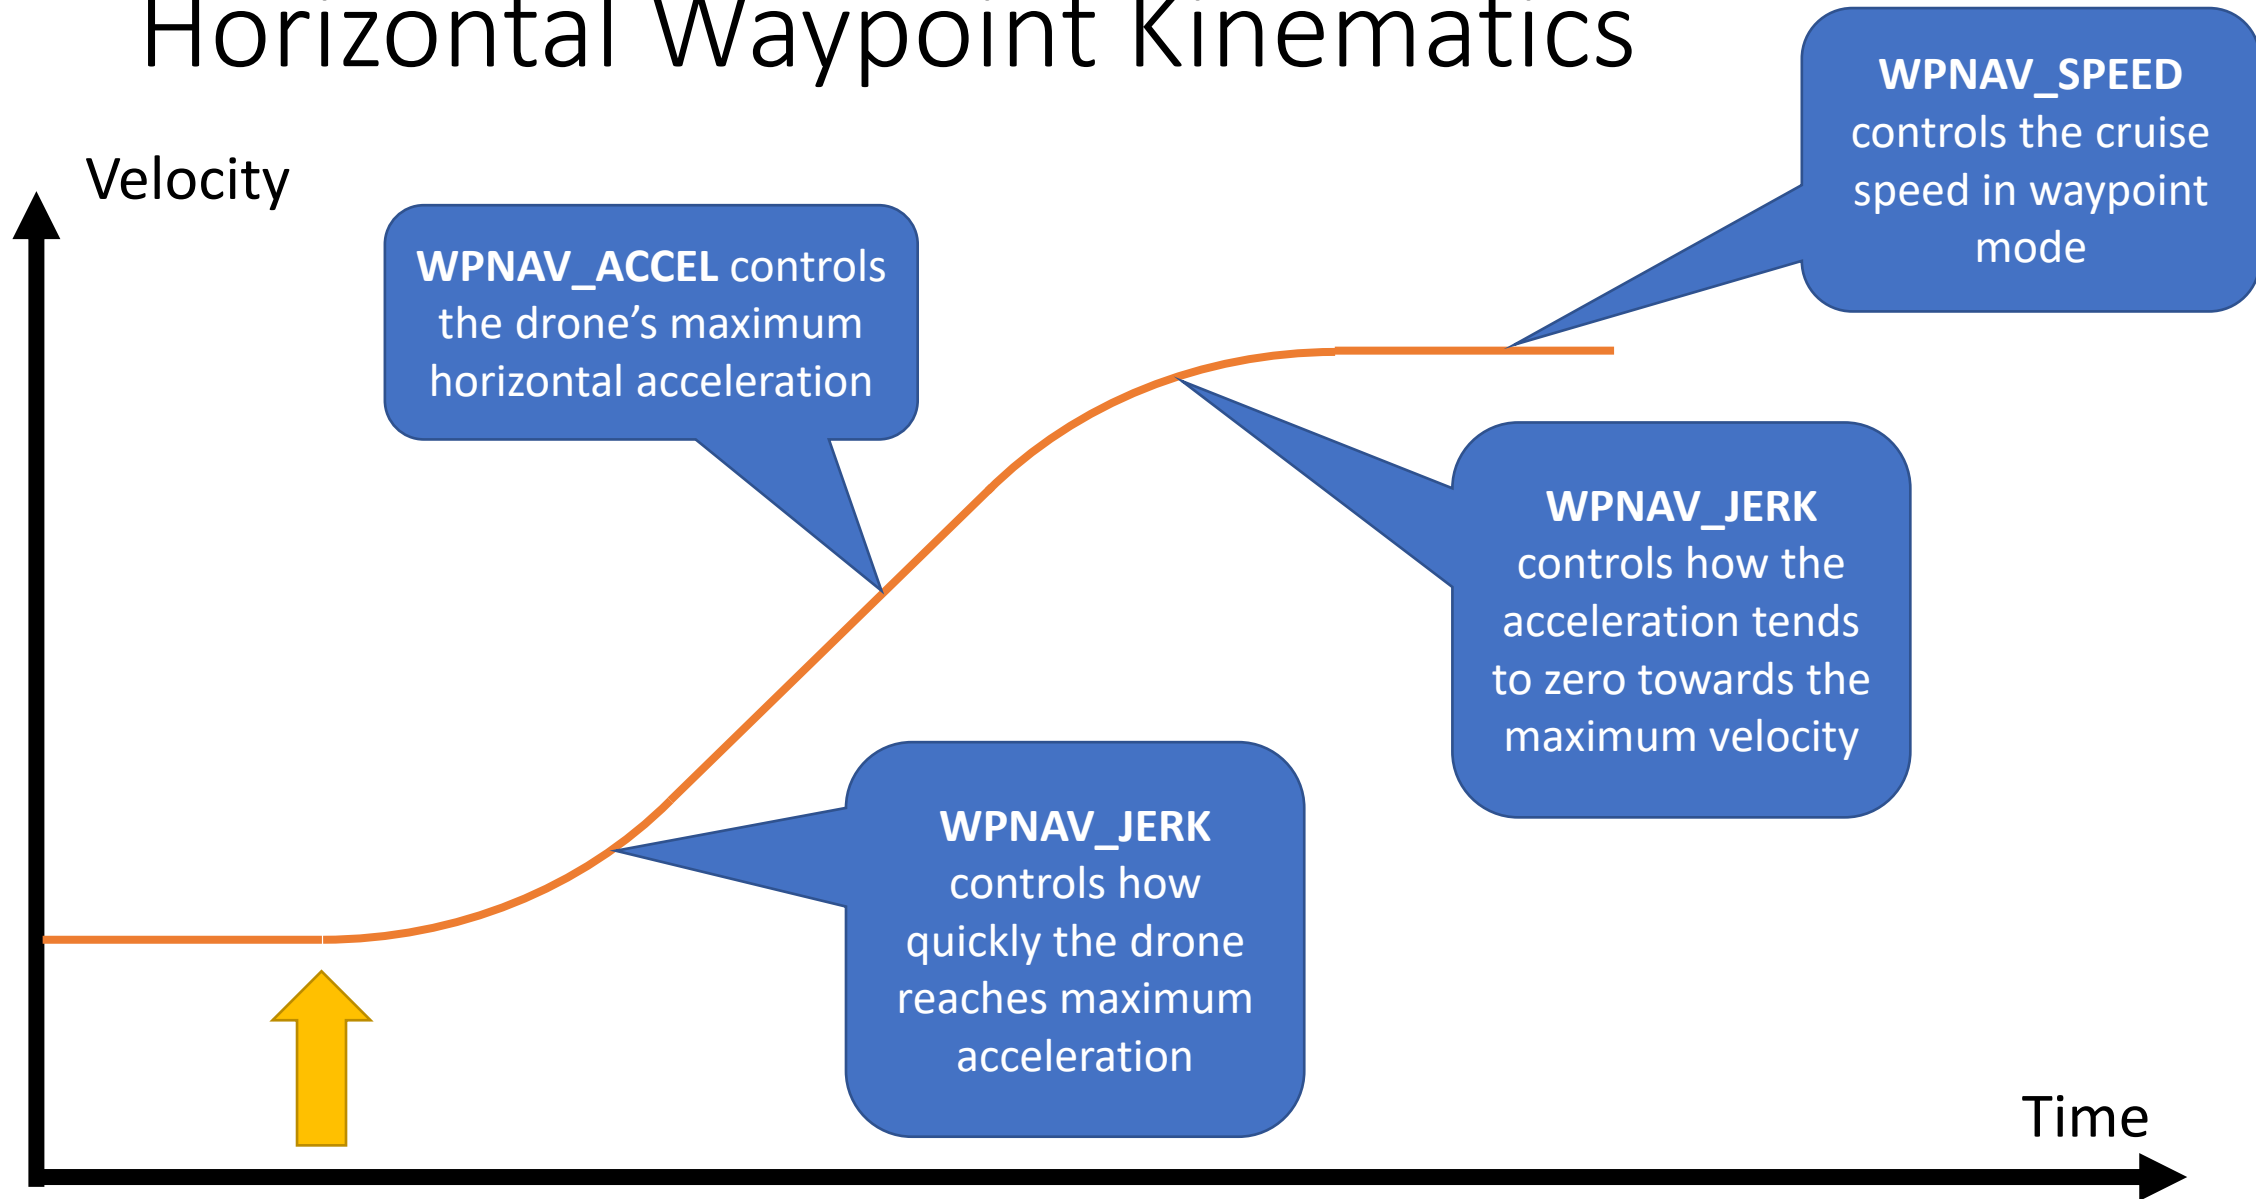 Horizontal Waypoint Kinematics
Velocity
WPNAV_SPEED
controls the cruise
speed in waypoint
mode
WPNAV_ACCEL controls
the drone’s maximum
horizontal acceleration
WPNAV_JERK
controls how the
acceleration tends
to zero towards the
maximum velocity
WPNAV_JERK
controls how
quickly the drone
reaches maximum
acceleration
Time